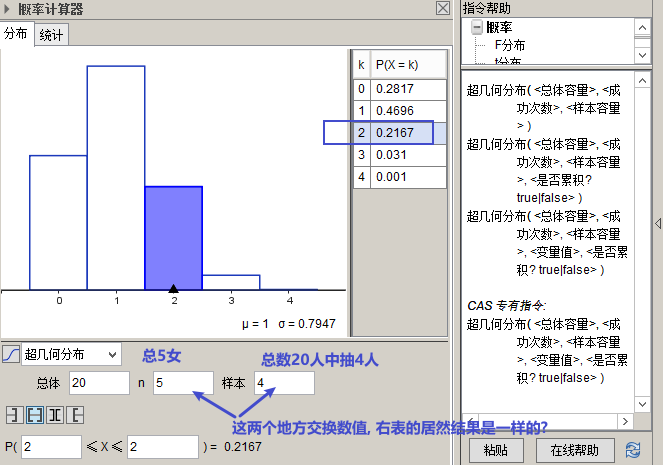 概率计算器
分布 统计
k P(X = k)
0 0.2817
1 0.4696
2 0.2167
3 0.031
4 0.001
0 1 2 3 4
μ = 1 σ = 0.7947
超几何分布
总5女
总数20人中抽4人
总体 20 n 5 样本 4
这两个地方交换数值, 右表的居然结果是一样的?
P( 2 ≤ X ≤ 2 ) = 0.2167
指令帮助
概率
F分布
t分布
超几何分布( <总体容量>, <成
功次数>, <样本容量
> )
超几何分布( <总体容量>, <成
功次数>, <样本容量
>, <是否累积?
true|false> )
超几何分布( <总体容量>, <成
功次数>, <样本容量
>, <变量值>, <是否累
积? true|false> )
CAS 专有指令:
超几何分布( <总体容量>, <成
功次数>, <样本容量
>, <变量值>, <是否累
积? true|false> )
粘贴 在线帮助